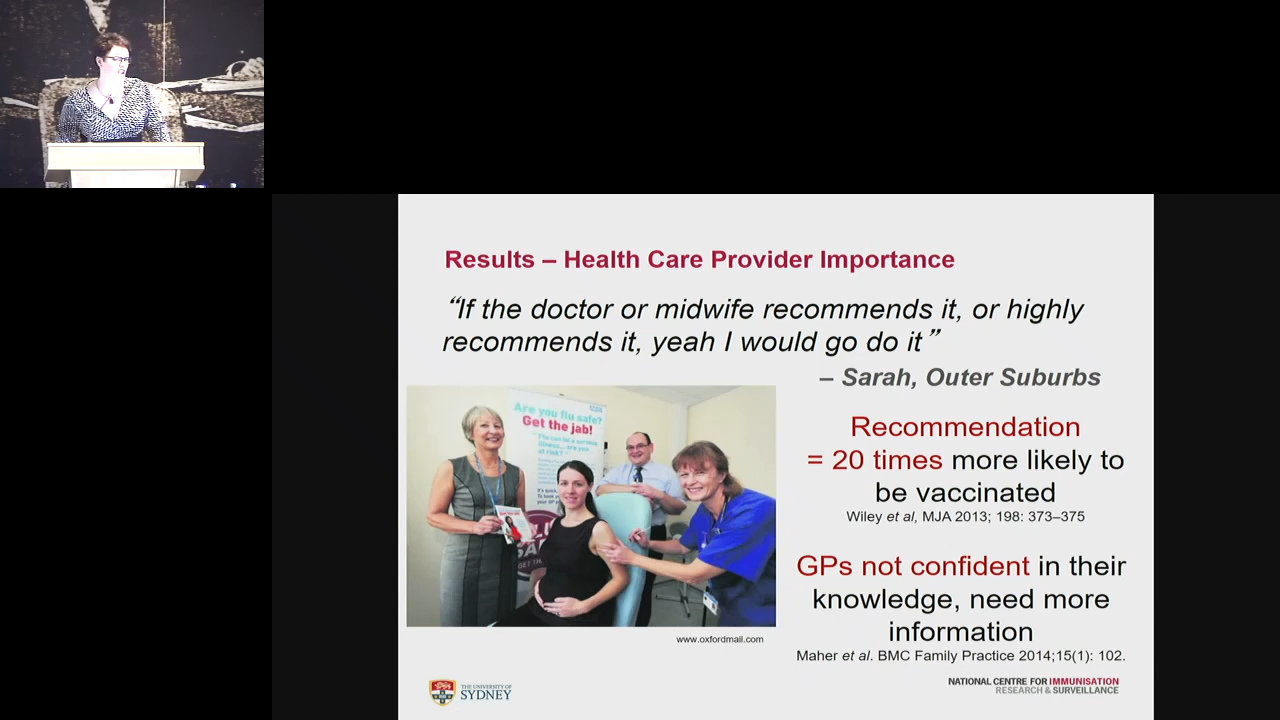 Results – Health Care Provider Importance
“If the doctor or midwife recommends it, or highly
recommends it, yeah I would go do it”
– Sarah, Outer Suburbs
Are you flu safe?
Get the jab!
Recommendation
= 20 times more likely to
be vaccinated
Wiley et al, MJA 2013; 198: 373–375
GPs not confident in their
knowledge, need more
information
Maher et al. BMC Family Practice 2014;15(1): 102.
www.oxfordmail.com
THE UNIVERSITY OF
SYDNEY
NATIONAL CENTRE FOR IMMUNISATION
RESEARCH & SURVEILLANCE